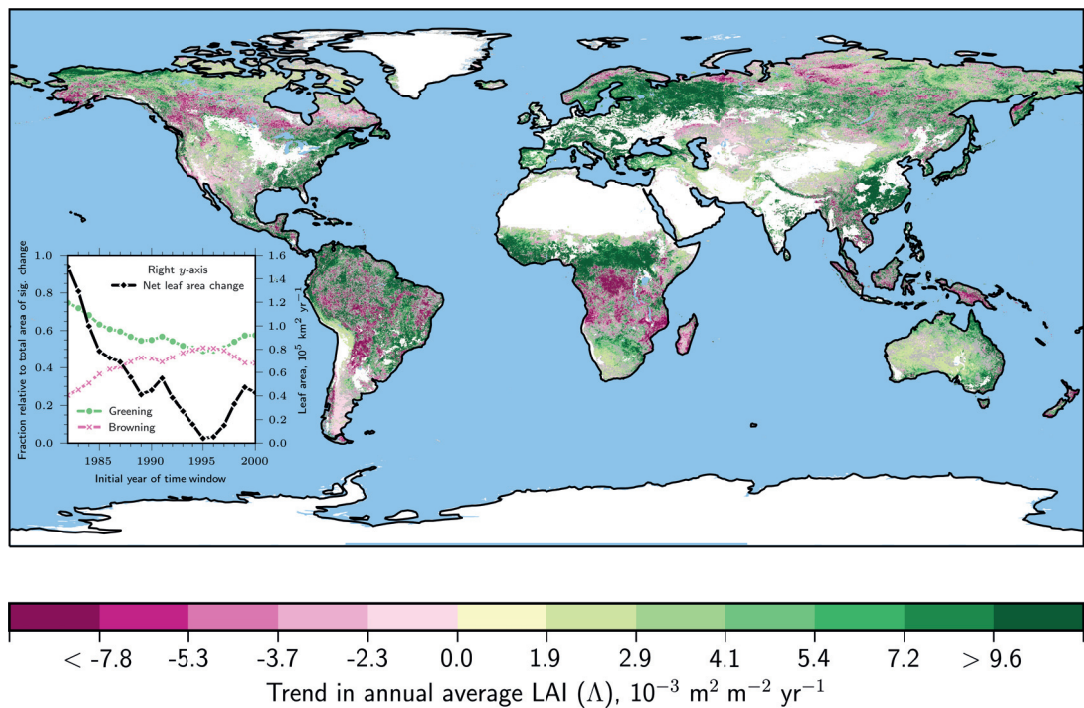 Fraction relative to total area of sig. change
1.0
0.8
0.6
0.4
0.2
0.0
Right y-axis
Net leaf area change
Greening
Browning
1.6
1.4
1.2
1.0
0.8
0.6
0.4
0.2
0.0
Leaf area, 10⁵ km² yr⁻¹
1985 1990 1995 2000
Initial year of time window
< -7.8 -5.3 -3.7 -2.3 0.0 1.9 2.9 4.1 5.4 7.2 > 9.6
Trend in annual average LAI (Λ), 10⁻³ m² m⁻² yr⁻¹